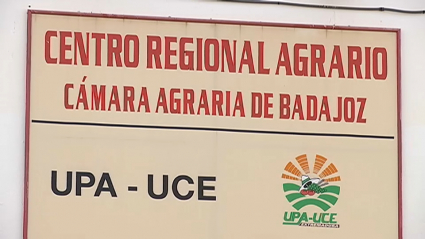 CENTRO REGIONAL AGRARIO
CÁMARA AGRARIA DE BADAJOZ
UPA - UCE
UPA-UCE
EXTREMADURA